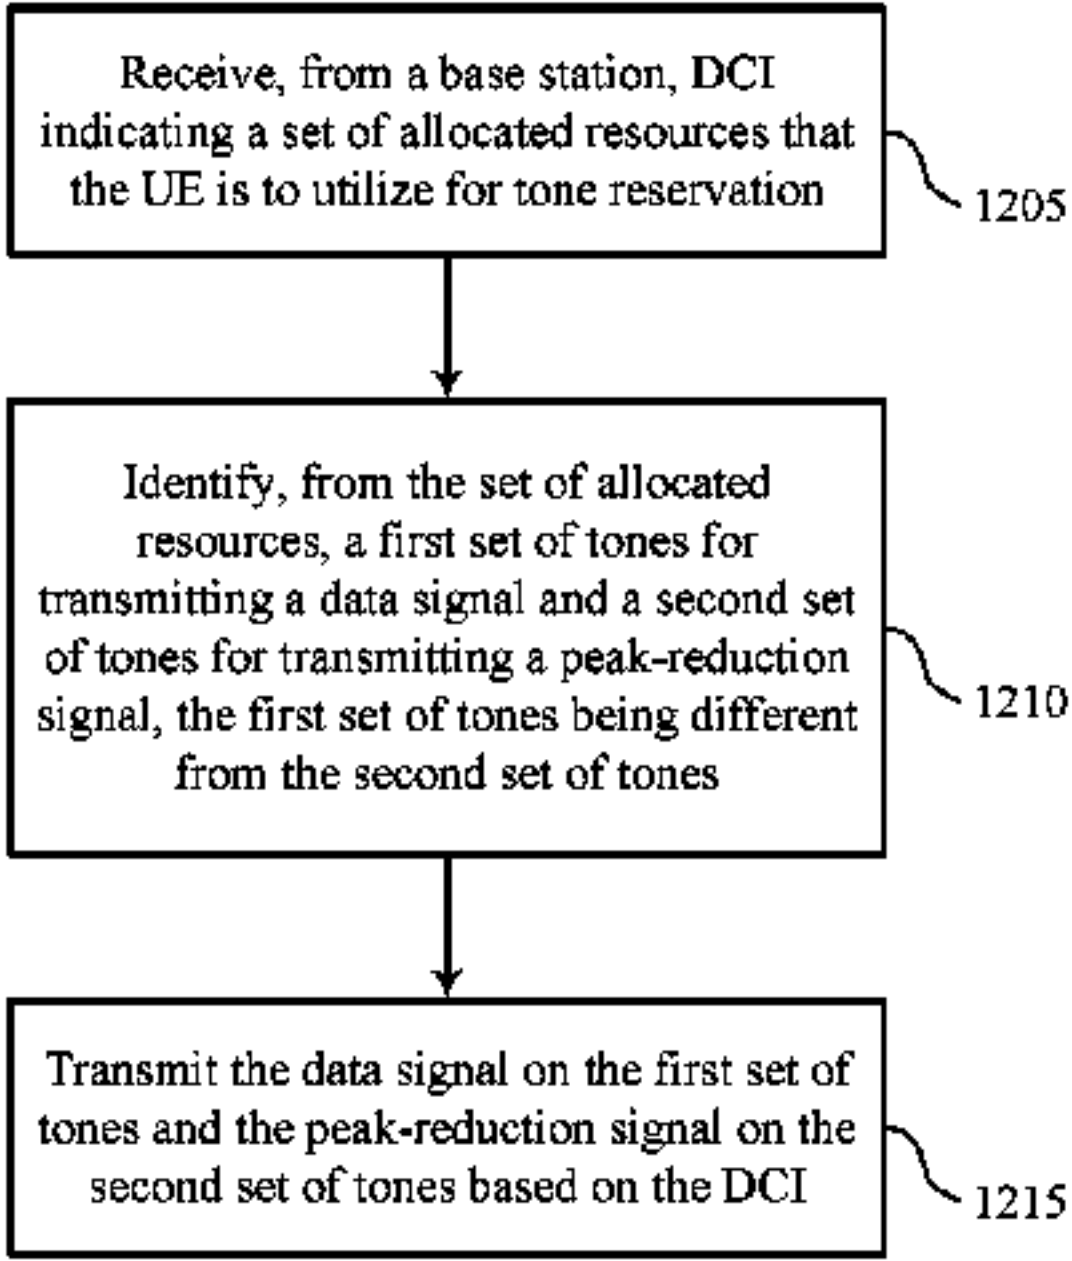 Receive, from a base station, DCI
indicating a set of allocated resources that
the UE is to utilize for tone reservation
1205
Identify, from the set of allocated
resources, a first set of tones for
transmitting a data signal and a second set
of tones for transmitting a peak-reduction
signal, the first set of tones being different
from the second set of tones
1210
Transmit the data signal on the first set of
tones and the peak-reduction signal on the
second set of tones based on the DCI
1215